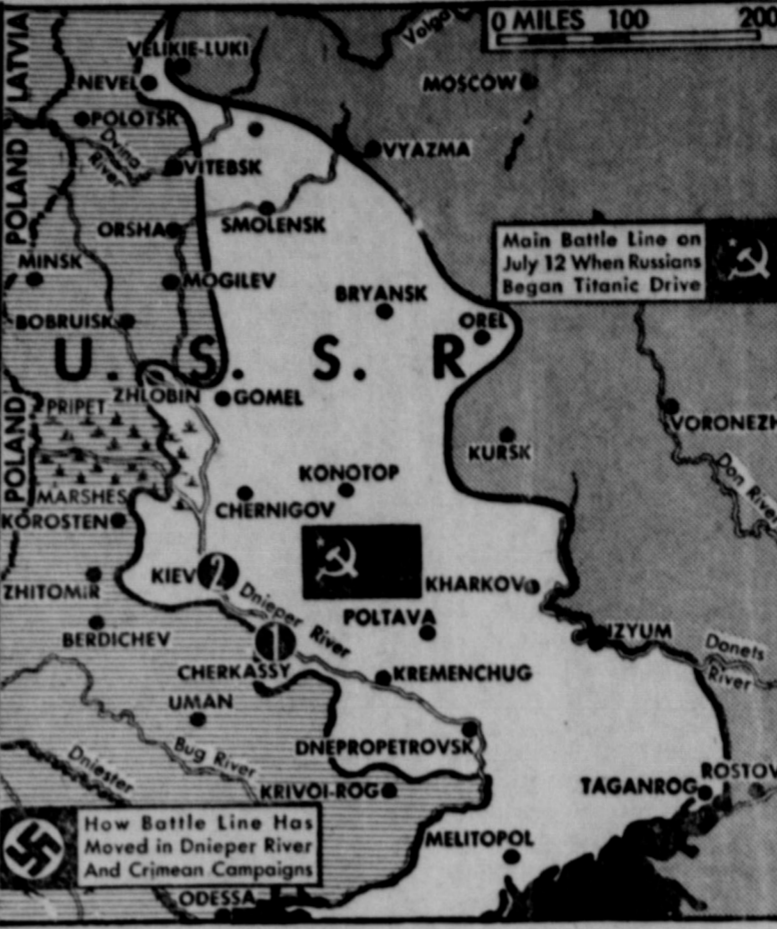 0 MILES 100 200
Volga
VELIKIE-LUKI
LATVIA
NEVEL
MOSCOW
POLOTSK
Dvina
River
VYAZMA
VITEBSK
POLAND
ORSHA
SMOLENSK
Main Battle Line on
July 12 When Russians
Began Titanic Drive
MINSK
MOGILEV
BRYANSK
BOBRUISK
OREL
U. S. S. R
ZHLOBIN
GOMEL
PRIPET
POLAND
VORONEZH
KURSK
Don River
KONOTOP
MARSHES
CHERNIGOV
KOROSTEN
KIEV 2
Dnieper River
KHARKOV
ZHITOMIR
POLTAVA
BERDICHEV
1
IZYUM
Donets
River
CHERKASSY
KREMENCHUG
UMAN
Bug River
DNEPROPETROVSK
Dniester
KRIVOI-ROG
TAGANROG
ROSTOV
How Battle Line Has
Moved in Dnieper River
And Crimean Campaigns
MELITOPOL
ODESSA